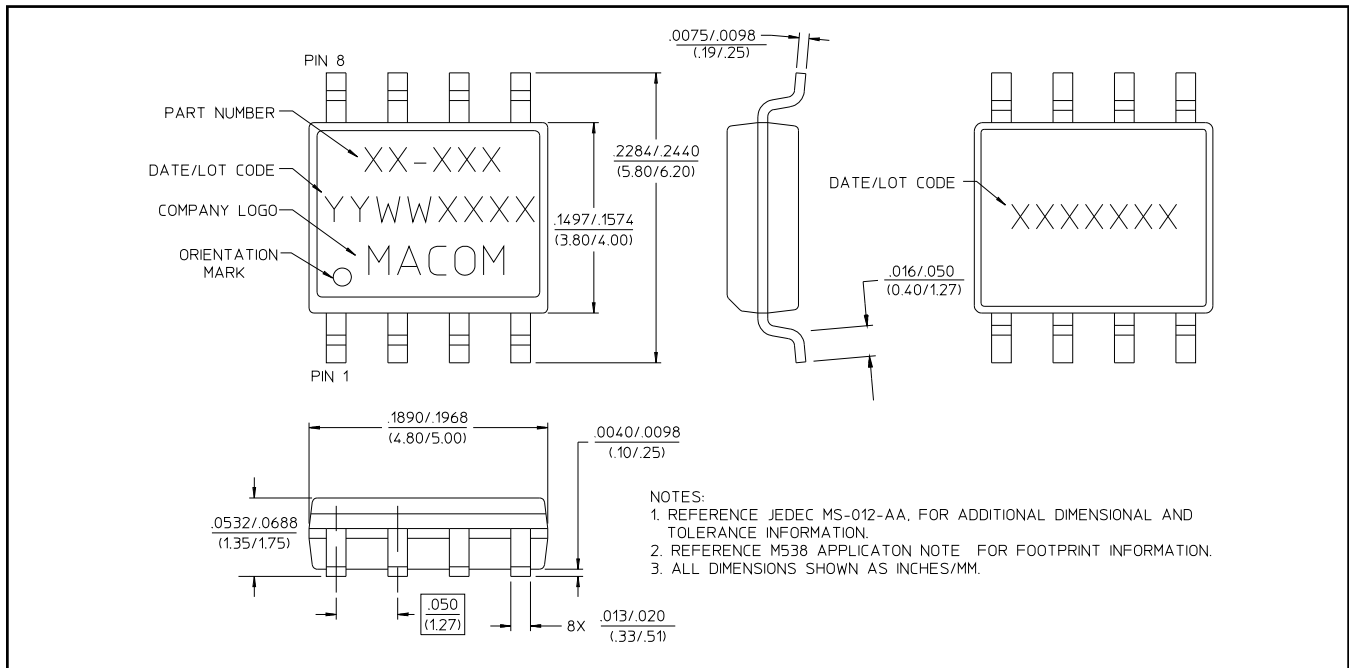 PIN 8
PART NUMBER
XX-XXX
DATE/LOT CODE
YYWWXXXX
COMPANY LOGO
MACOM
ORIENTATION
MARK
PIN 1
.2284/.2440
(5.80/6.20)
.1497/.1574
(3.80/4.00)
.0075/.0098
(.19/.25)
.016/.050
(0.40/1.27)
DATE/LOT CODE
XXXXXXX
.1890/.1968
(4.80/5.00)
.0040/.0098
(.10/.25)
.0532/.0688
(1.35/1.75)
.050
(1.27)
8X .013/.020
(.33/.51)
NOTES:
1. REFERENCE JEDEC MS-012-AA, FOR ADDITIONAL DIMENSIONAL AND
TOLERANCE INFORMATION.
2. REFERENCE M538 APPLICATON NOTE FOR FOOTPRINT INFORMATION.
3. ALL DIMENSIONS SHOWN AS INCHES/MM.